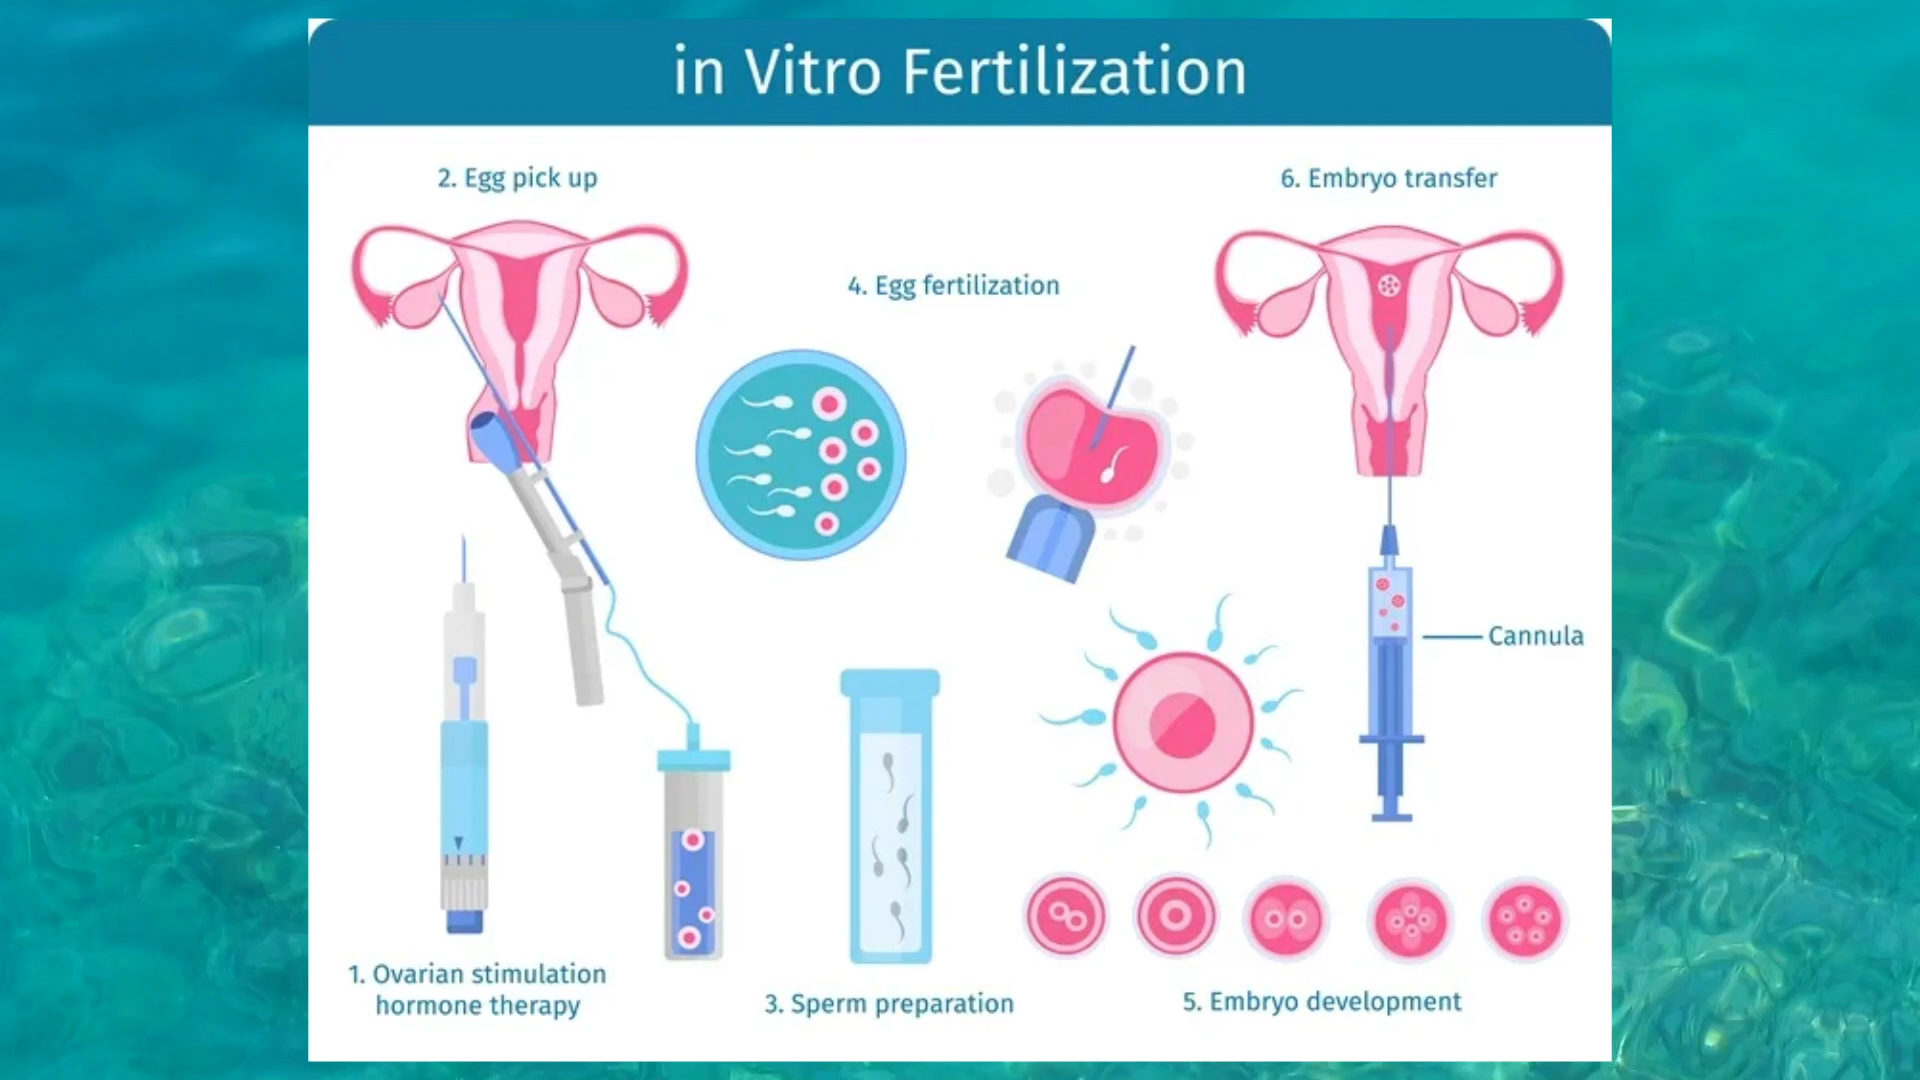 in Vitro Fertilization
2. Egg pick up
6. Embryo transfer
4. Egg fertilization
Cannula
1. Ovarian stimulation
hormone therapy
3. Sperm preparation
5. Embryo development